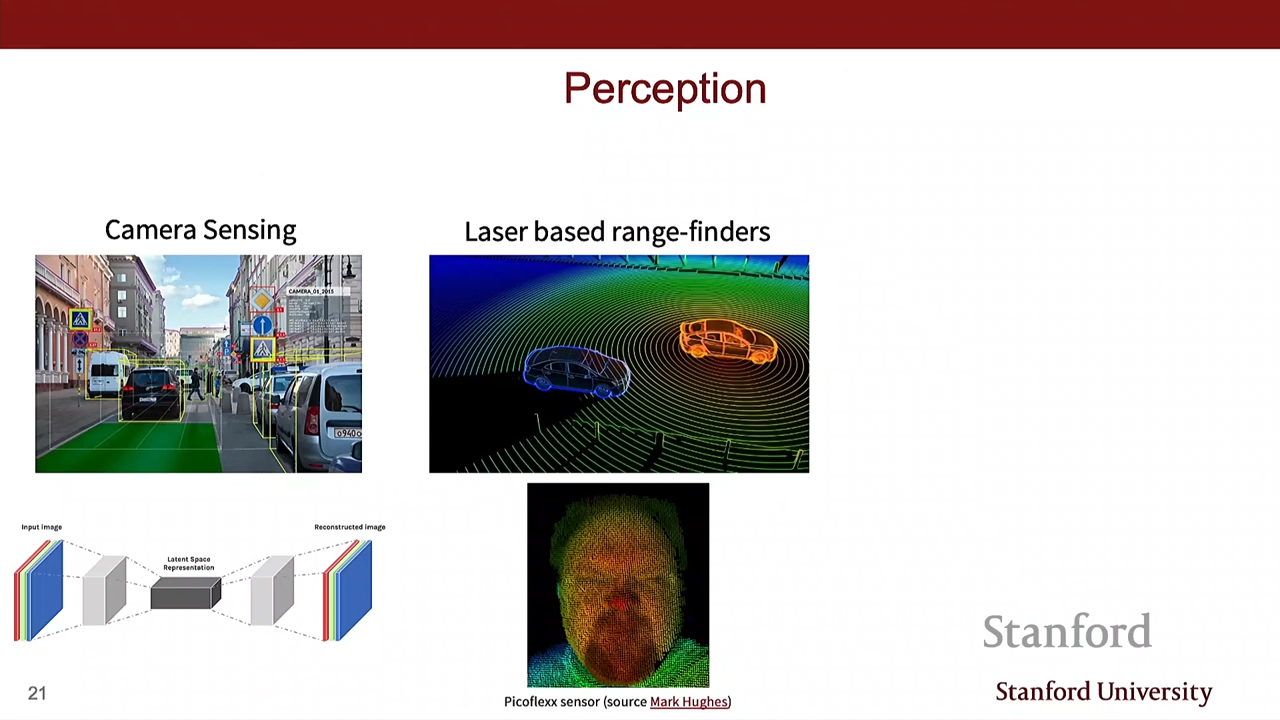 Perception
Camera Sensing
Laser based range-finders
CAMERA_01_2015
Input image
Reconstructed image
Latent Space
Representation
Picoflexx sensor (source Mark Hughes)
21
Stanford
Stanford University